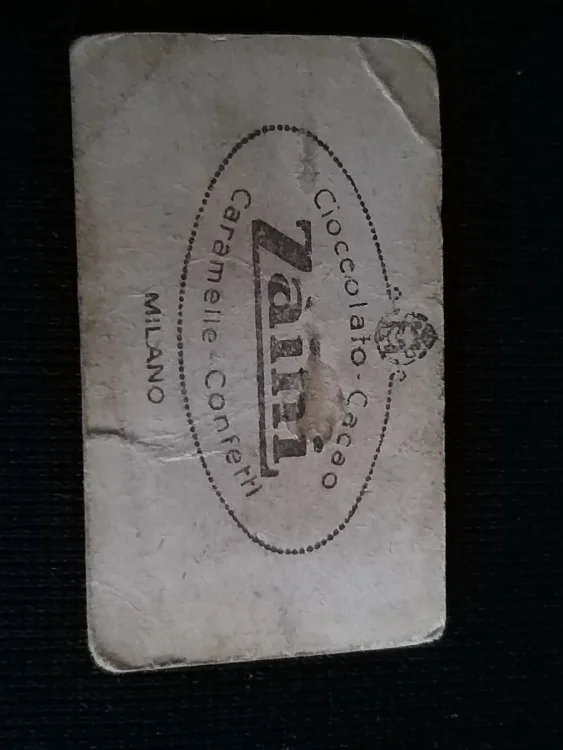 Cioccolato - Cacao
Zaini
Caramelle - Confetti
MILANO